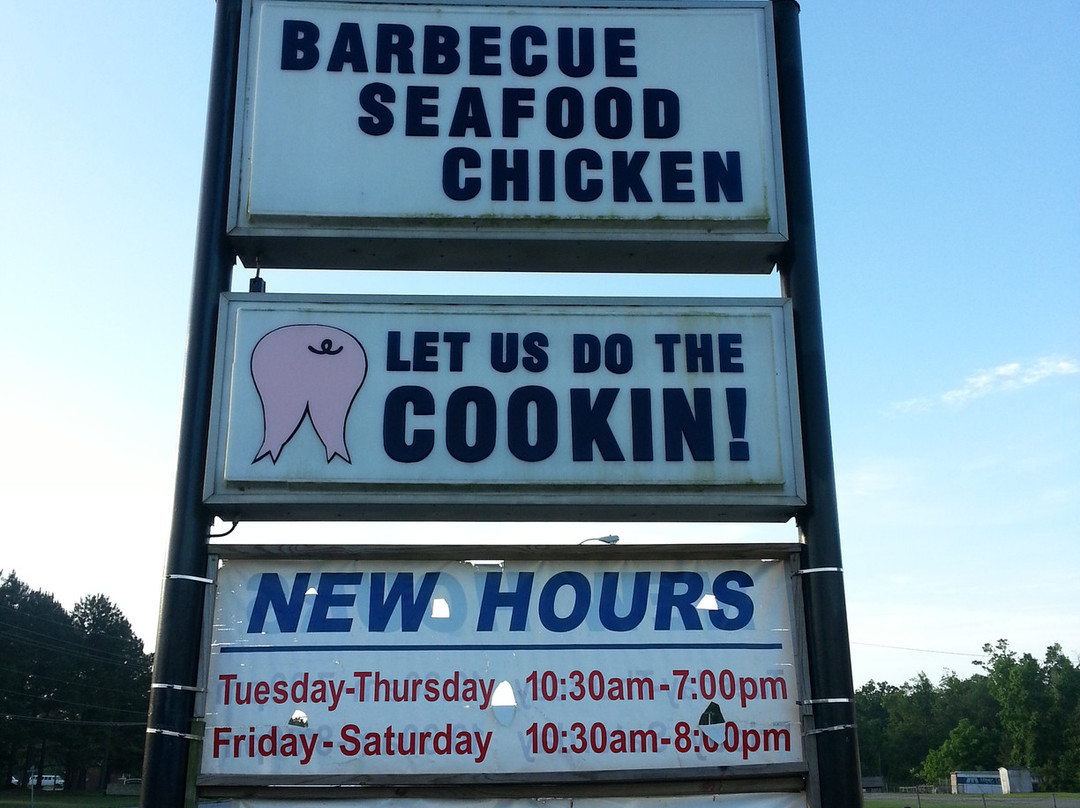 BARBECUE
SEAFOOD
CHICKEN
LET US DO THE
COOKIN!
NEW HOURS
Tuesday-Thursday 10:30am-7:00pm
Friday-Saturday 10:30am-8:00pm